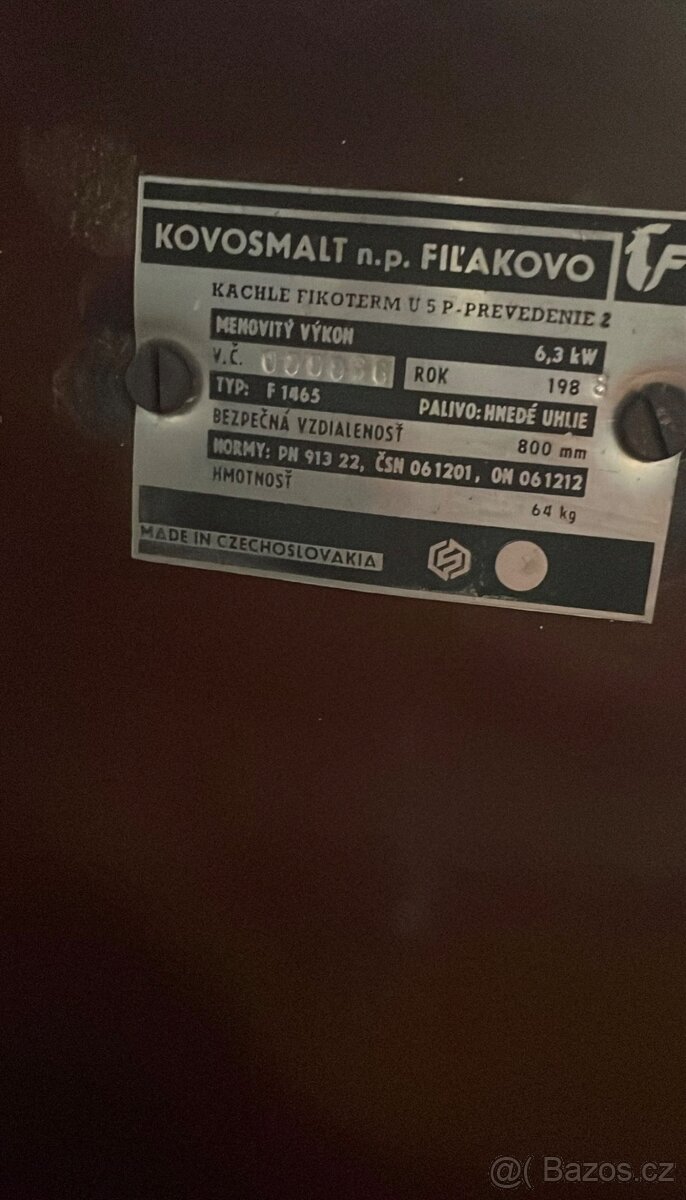 KOVOSMALT n.p. FIĽAKOVO
KACHLE FIKOTERM U 5 P-PREVEDENIE 2
MENOVITÝ VÝKON 6,3 kW
V.Č. ROK 198
TYP: F 1465 PALIVO: HNEDÉ UHLIE
BEZPEČNÁ VZDIALENOSŤ 800 mm
NORMY: PN 913 22, ČSN 061201, ON 061212
HMOTNOSŤ 64 kg
MADE IN CZECHOSLOVAKIA
@( Bazos.cz